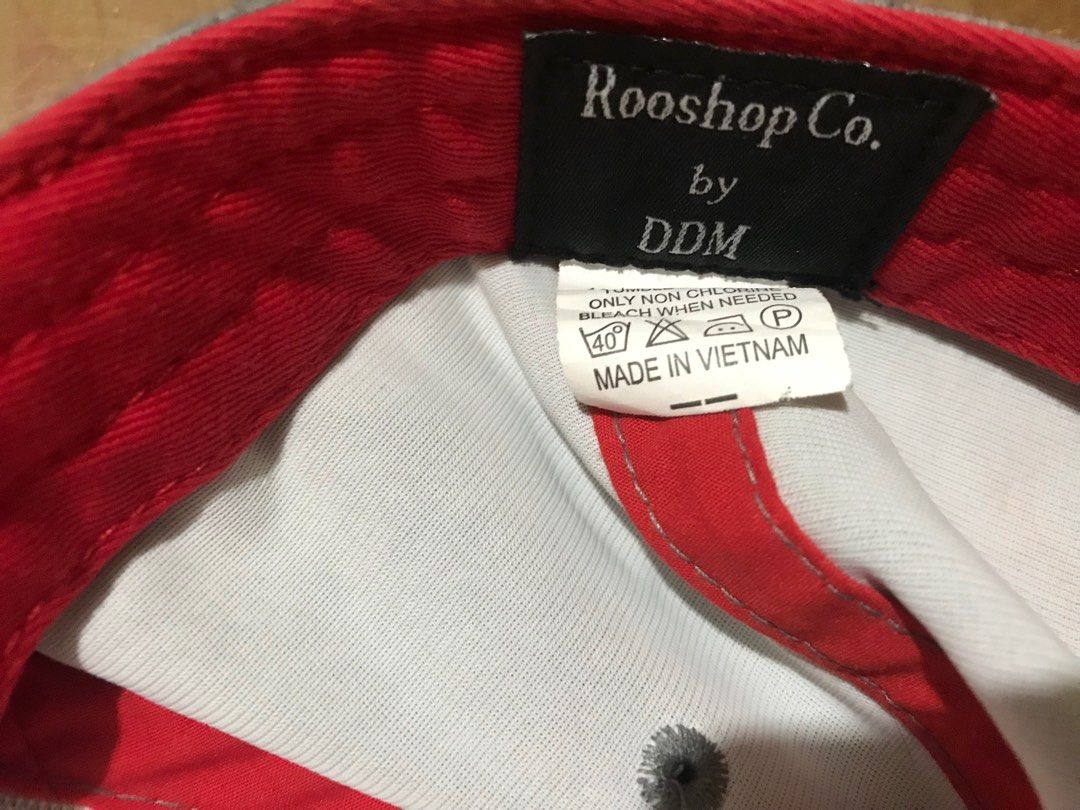 Rooshop Co.
by
DDM
ONLY NON CHLORINE
BLEACH WHEN NEEDED
40° P
MADE IN VIETNAM